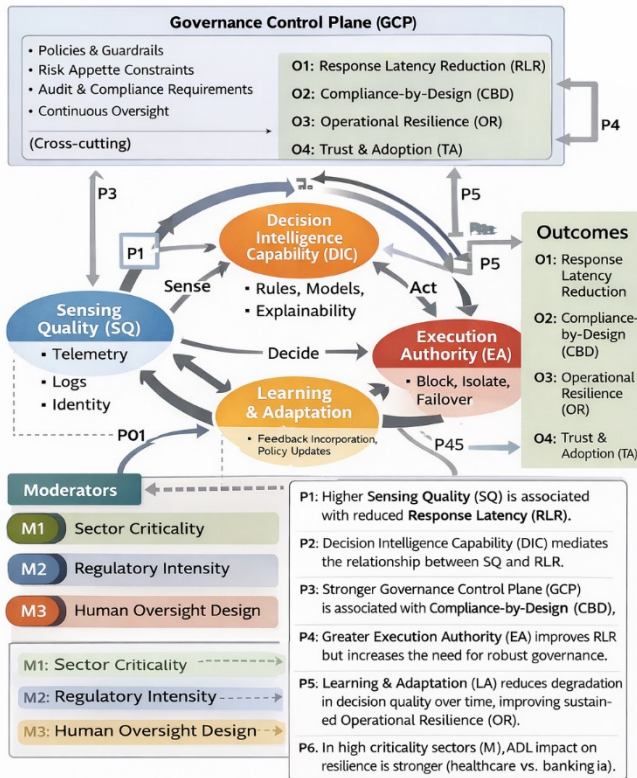 Governance Control Plane (GCP)
• Policies & Guardrails
• Risk Appette Constraints
• Audit & Compliance Requirements
• Continuous Oversight
(Cross-cutting)
O1: Response Latency Reduction (RLR)
O2: Compliance-by-Design (CBD)
O3: Operational Resilience (OR)
O4: Trust & Adoption (TA)
P4
P3
P5
P1
Decision
Intelligence
Capability (DIC)
• Rules, Models,
• Explainability
Sense
Act
P5
Sensing
Quality (SQ)
• Telemetry
• Logs
• Identity
Decide
Execution
Authority (EA)
• Block, Isolate,
Failover
Learning
& Adaptation
• Feedback Incorporation,
Policy Updates
PO1
P45
Outcomes
O1: Response
Latency
Reduction
O2: Compliance-
by-Design
(CBD)
O3: Operational
Resilience
(OR)
O4: Trust &
Adoption (TA)
Moderators
M1 Sector Criticality
M2 Regulatory Intensity
M3 Human Oversight Design
M1: Sector Criticality
M2: Regulatory Intensity
M3: Human Oversight Design
P1: Higher Sensing Quality (SQ) is associated
with reduced Response Latency (RLR).
P2: Decision Intelligence Capability (DIC) mediates
the relationship between SQ and RLR.
P3: Stronger Governance Control Plane (GCP)
is associated with Compliance-by-Design (CBD),
P4: Greater Execution Authority (EA) improves RLR
but increases the need for robust governance.
P5: Learning & Adaptation (LA) reduces degradation
in decision quality over time, improving sustain-
ed Operational Resilience (OR).
P6. In high criticality sectors (M), ADL impact on
resilience is stronger (healthcare vs. banking ia).